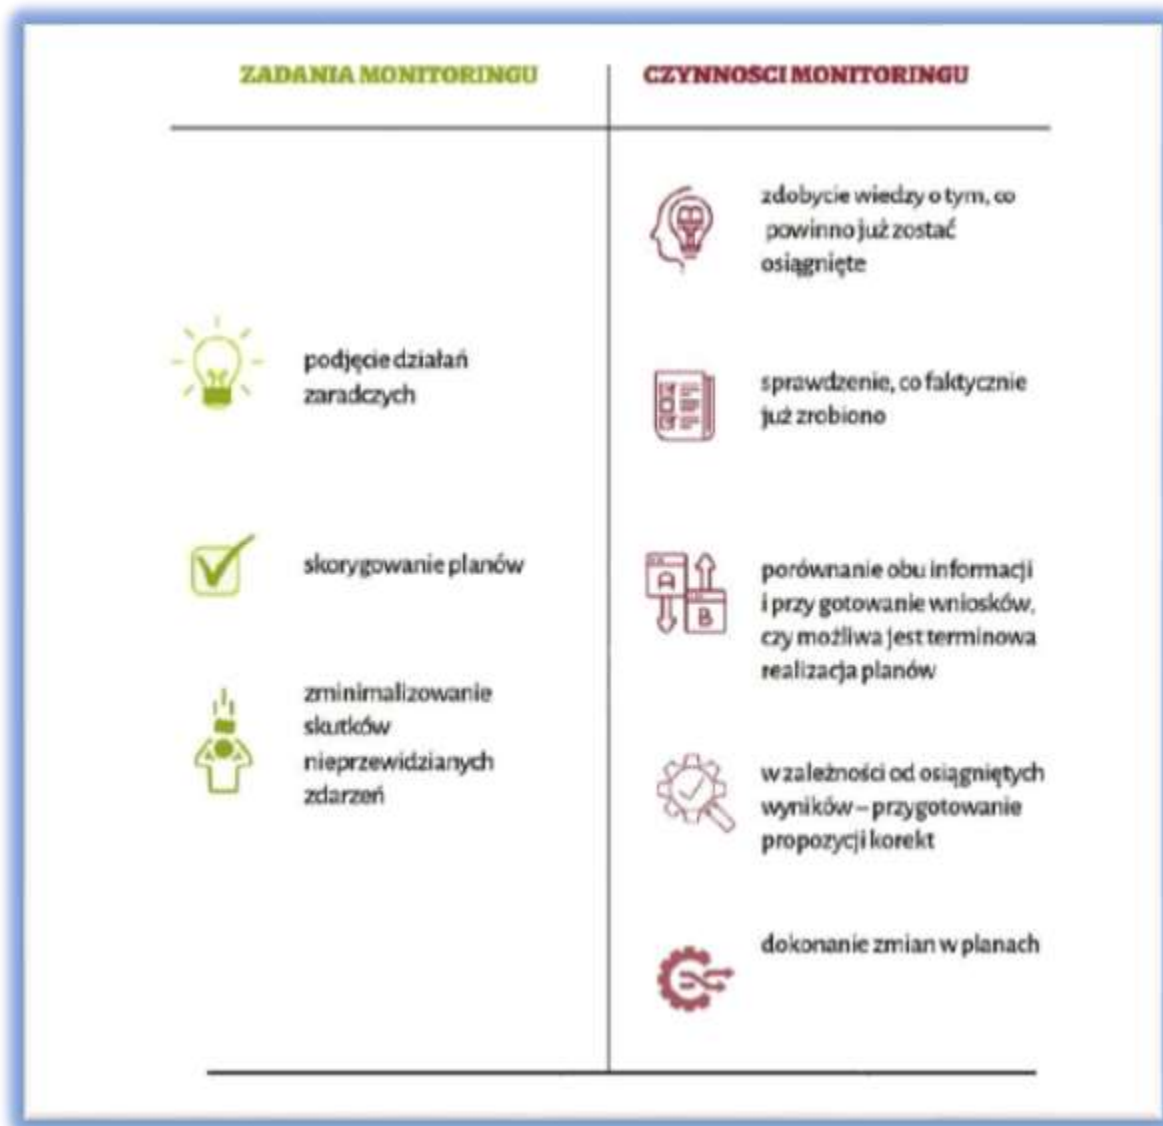 ZADANIA MONITORINGU
podjęcie działań
zaradczych
skorygowanie planów
zminimalizowanie
skutków
nieprzewidzianych
zdarzeń
CZYNNOŚCI MONITORINGU
zdobycie wiedzy o tym, co
powinno już zostać
osiągnięte
sprawdzenie, co faktycznie
już zrobiono
A
B
porównanie obu informacji
i przy gotowanie wniosków,
czy możliwa jest terminowa
realizacja planów
w zależności od osiągniętych
wyników – przygotowanie
propozycji korekt
dokonanie zmian w planach